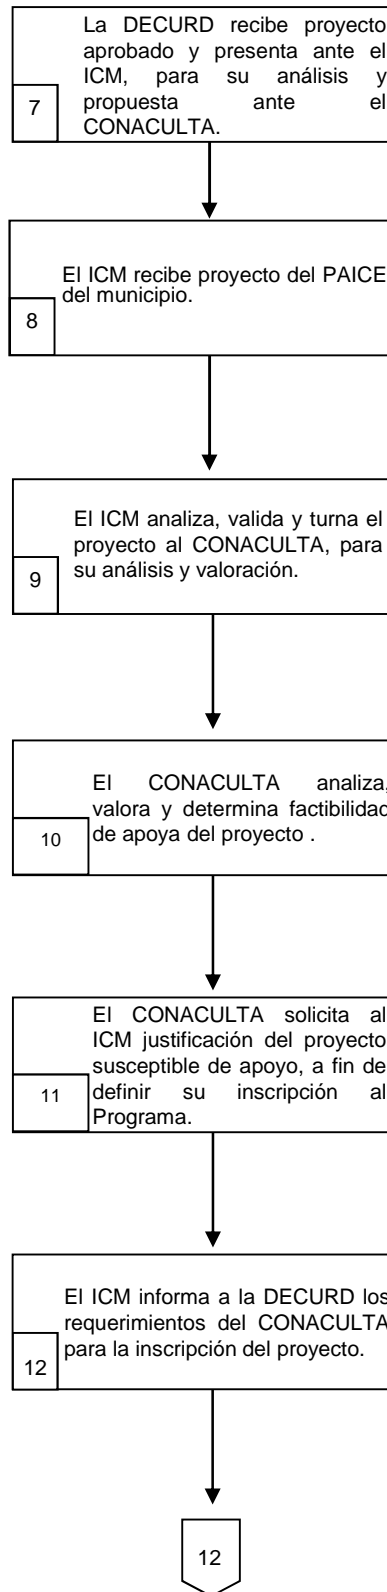 La DECURD recibe proyecto
aprobado y presenta ante el
ICM, para su análisis y
propuesta ante el
CONACULTA.
7
El ICM recibe proyecto del PAICE
del municipio.
8
El ICM analiza, valida y turna el
proyecto al CONACULTA, para
su análisis y valoración.
9
El CONACULTA analiza,
valora y determina factibilidad
de apoya del proyecto .
10
El CONACULTA solicita al
ICM justificación del proyecto
susceptible de apoyo, a fin de
definir su inscripción al
Programa.
11
El ICM informa a la DECURD los
requerimientos del CONACULTA
para la inscripción del proyecto.
12
12